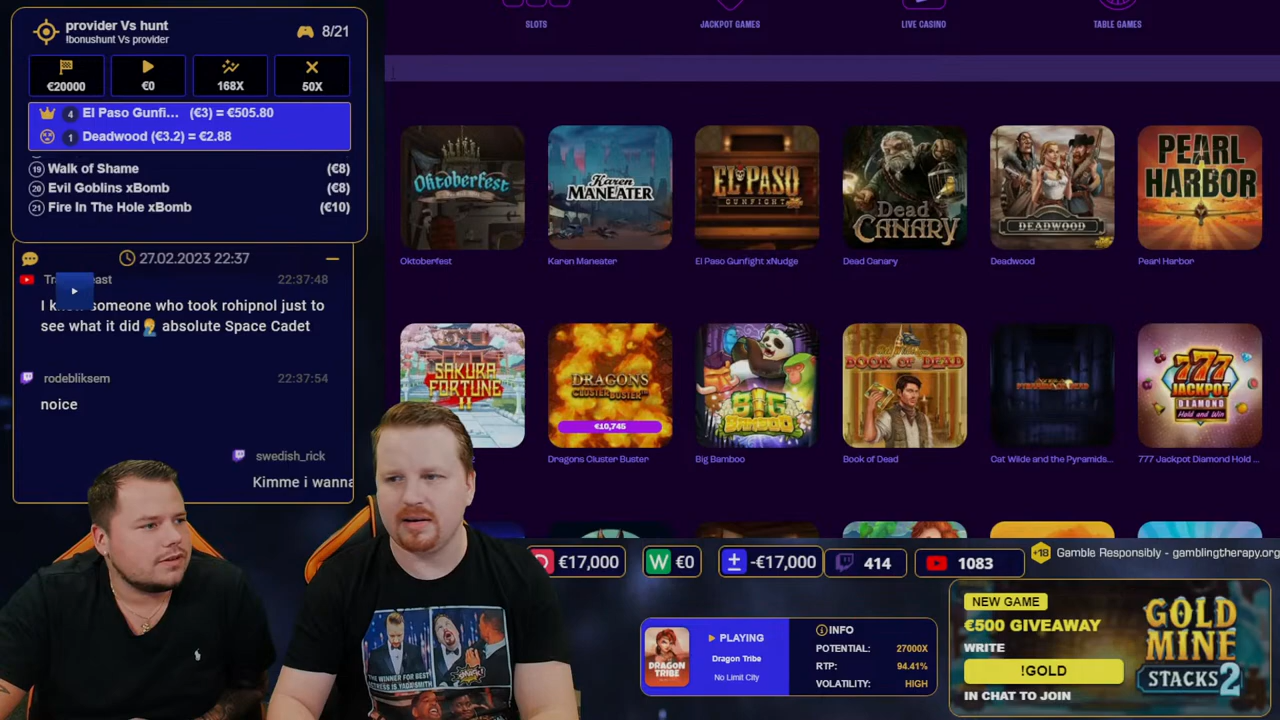 provider Vs hunt
!bonushunt Vs provider
8/21
€20000
€0
168X
50X
4 El Paso Gunfi... (€3) = €505.80
1 Deadwood (€3.2) = €2.88
19 Walk of Shame (€8)
20 Evil Goblins xBomb (€8)
21 Fire In The Hole xBomb (€10)
27.02.2023 22:37
22:37:48
I someone who took rohipnol just to
see what it did 🤦 absolute Space Cadet
rodebliksem 22:37:54
noice
swedish_rick
Kimme i wanna
SLOTS
JACKPOT GAMES
LIVE CASINO
TABLE GAMES
Oktoberfest
Karen
MANEATER
EL PASO
GUNFIGHT
Dead
CANARY
DEADWOOD
PEARL
HARBOR
Oktoberfest
Karen Maneater
El Paso Gunfight xNudge
Dead Canary
Deadwood
Pearl Harbor
SAKURA
FORTUNE
DRAGONS
CLUSTER BUSTER
€10,745
BIG
BAMBOO
BOOK OF DEAD
777
JACKPOT
DIAMOND
Hold and Win
Dragons Cluster Buster
Big Bamboo
Book of Dead
Cat Wilde and the Pyramids...
777 Jackpot Diamond Hold ...
€17,000
W €0
-€17,000
414
1083
+18 Gamble Responsibly - gamblingtherapy.org
PLAYING
Dragon Tribe
No Limit City
DRAGON
TRIBE
INFO
POTENTIAL: 27000X
RTP: 94.41%
VOLATILITY: HIGH
NEW GAME
€500 GIVEAWAY
WRITE
!GOLD
IN CHAT TO JOIN
GOLD
MINE
STACKS 2
THE WINNER FOR BEST